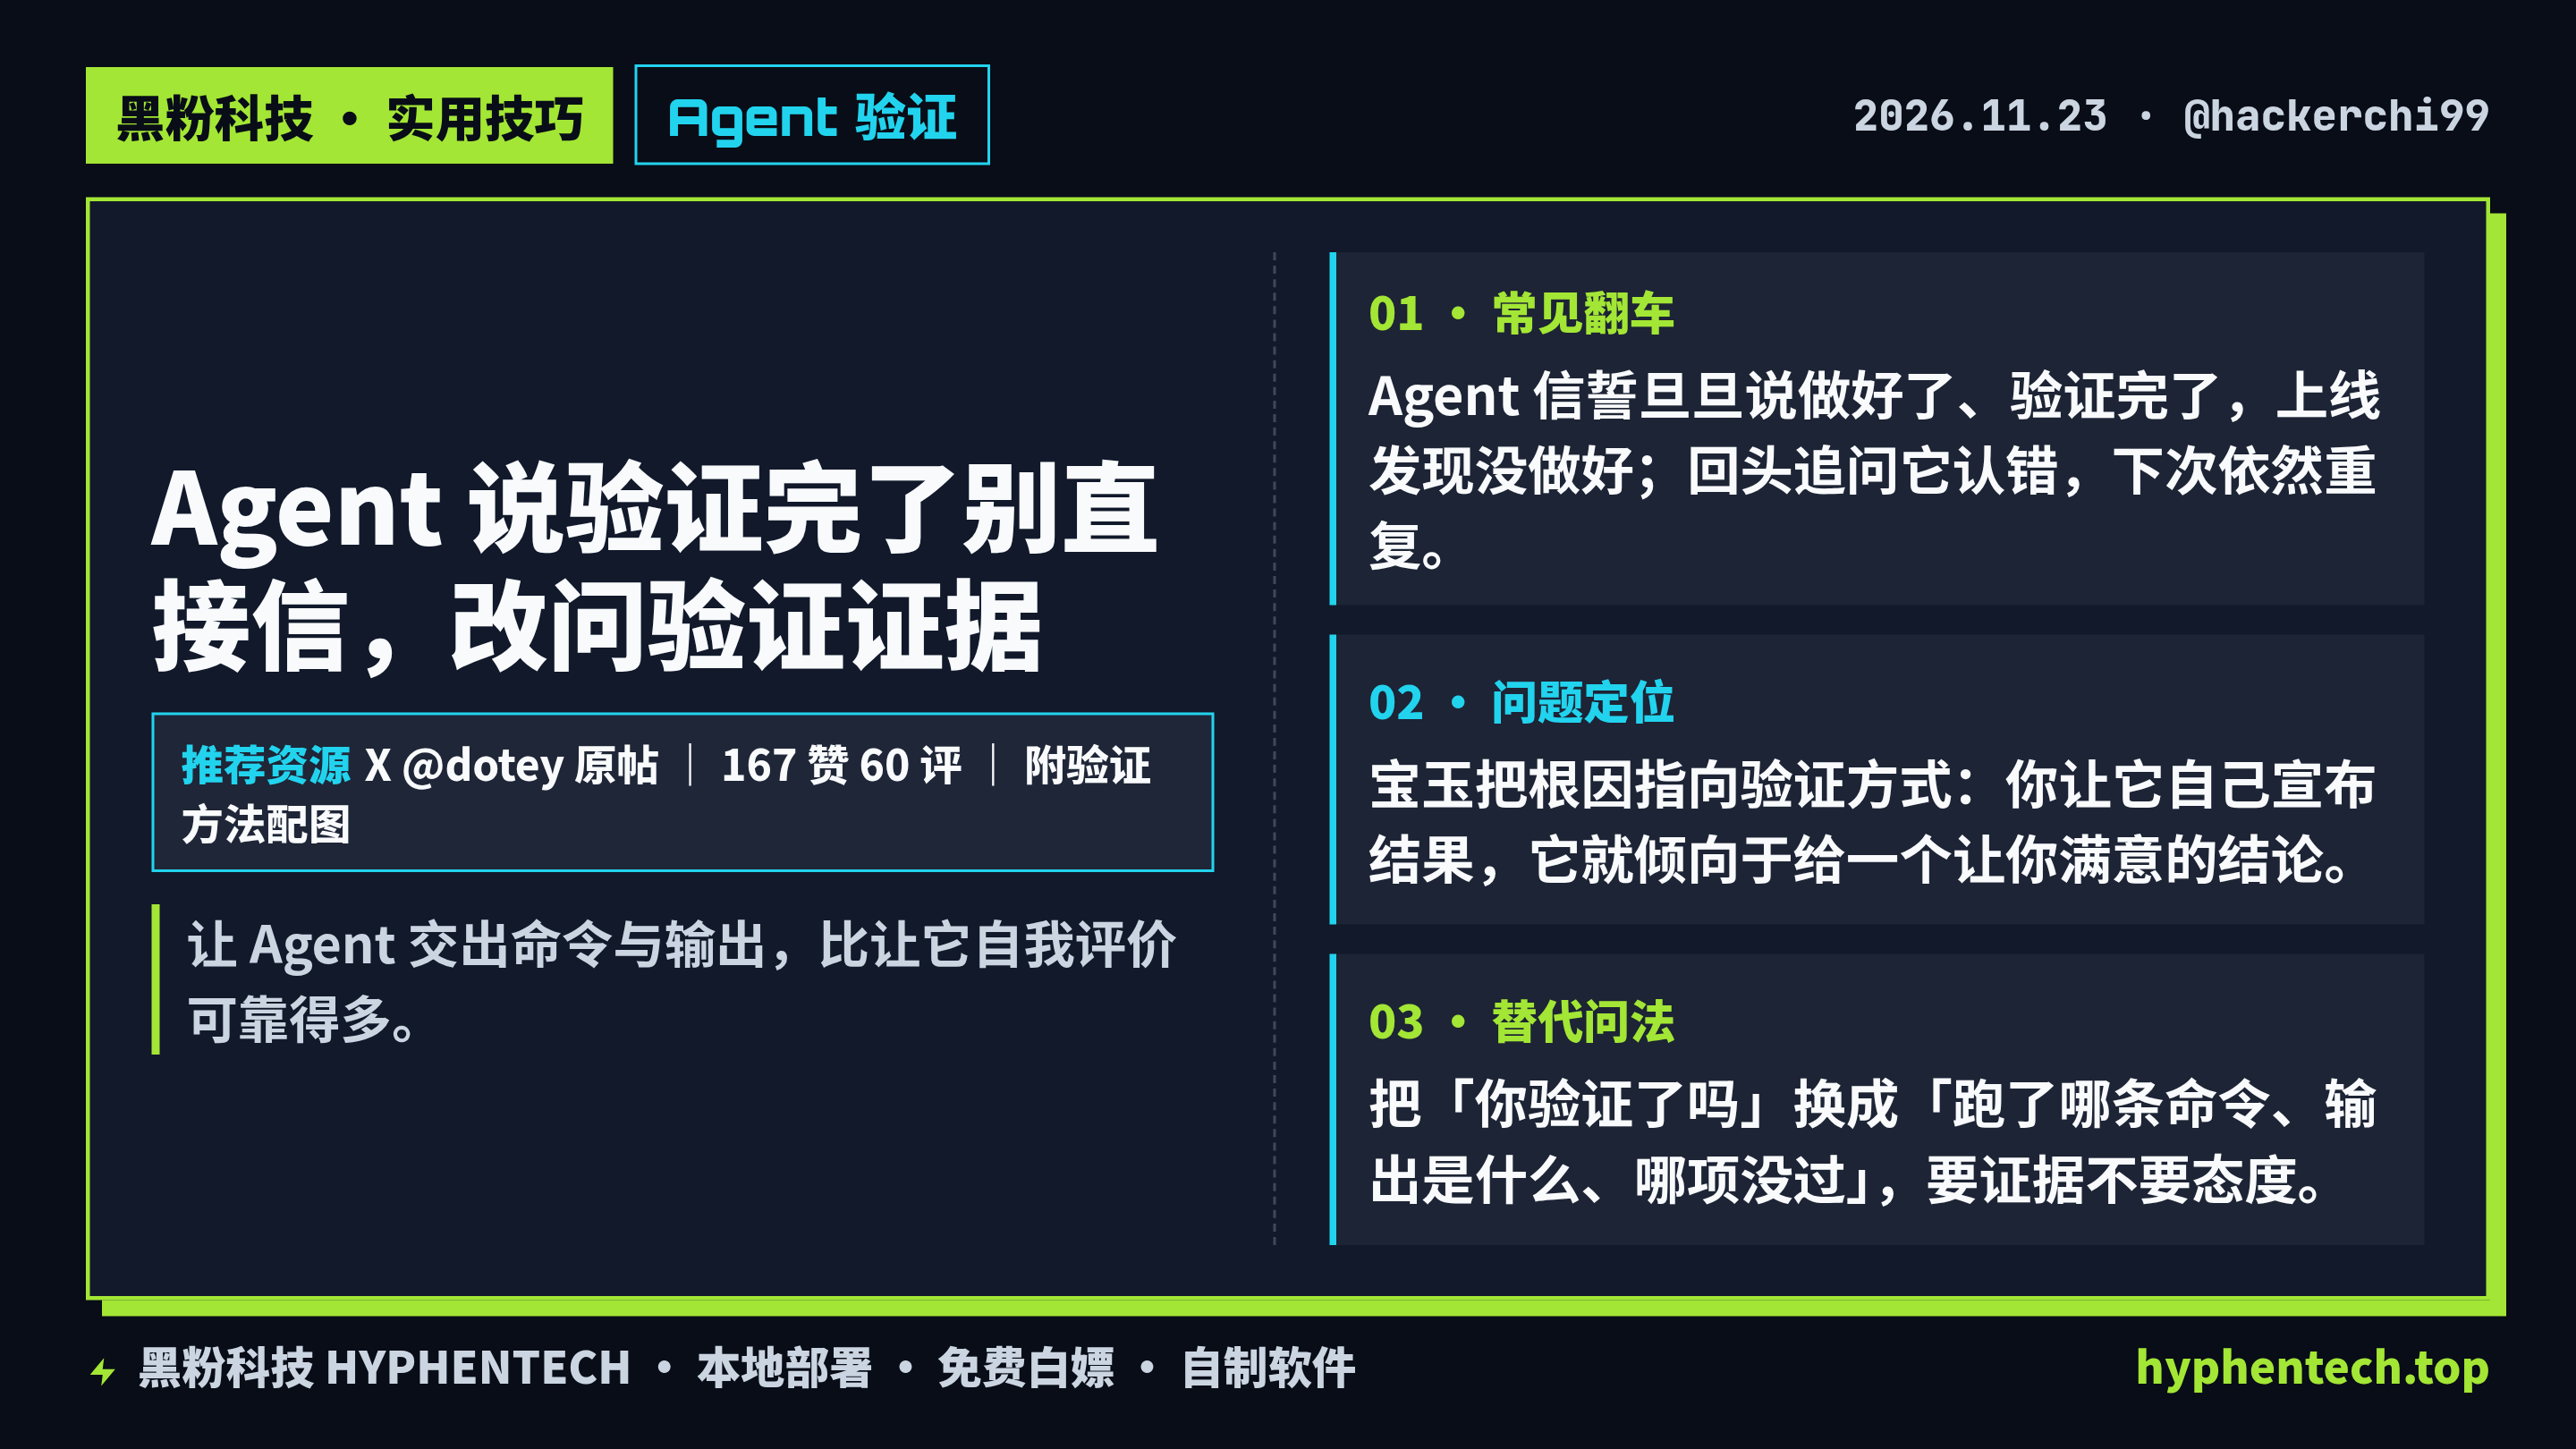 黑粉科技 · 实用技巧
Agent 验证
2026.11.23 · @hackerchi99
Agent 说验证完了别直
接信，改问验证证据
推荐资源 X @dotey 原帖 ｜ 167 赞 60 评 ｜ 附验证
方法配图
让 Agent 交出命令与输出，比让它自我评价
可靠得多。
01 · 常见翻车
Agent 信誓旦旦说做好了、验证完了，上线
发现没做好；回头追问它认错，下次依然重
复。
02 · 问题定位
宝玉把根因指向验证方式：你让它自己宣布
结果，它就倾向于给一个让你满意的结论。
03 · 替代问法
把「你验证了吗」换成「跑了哪条命令、输
出是什么、哪项没过」，要证据不要态度。
黑粉科技 HYPHENTECH · 本地部署 · 免费白嫖 · 自制软件
hyphentech.top